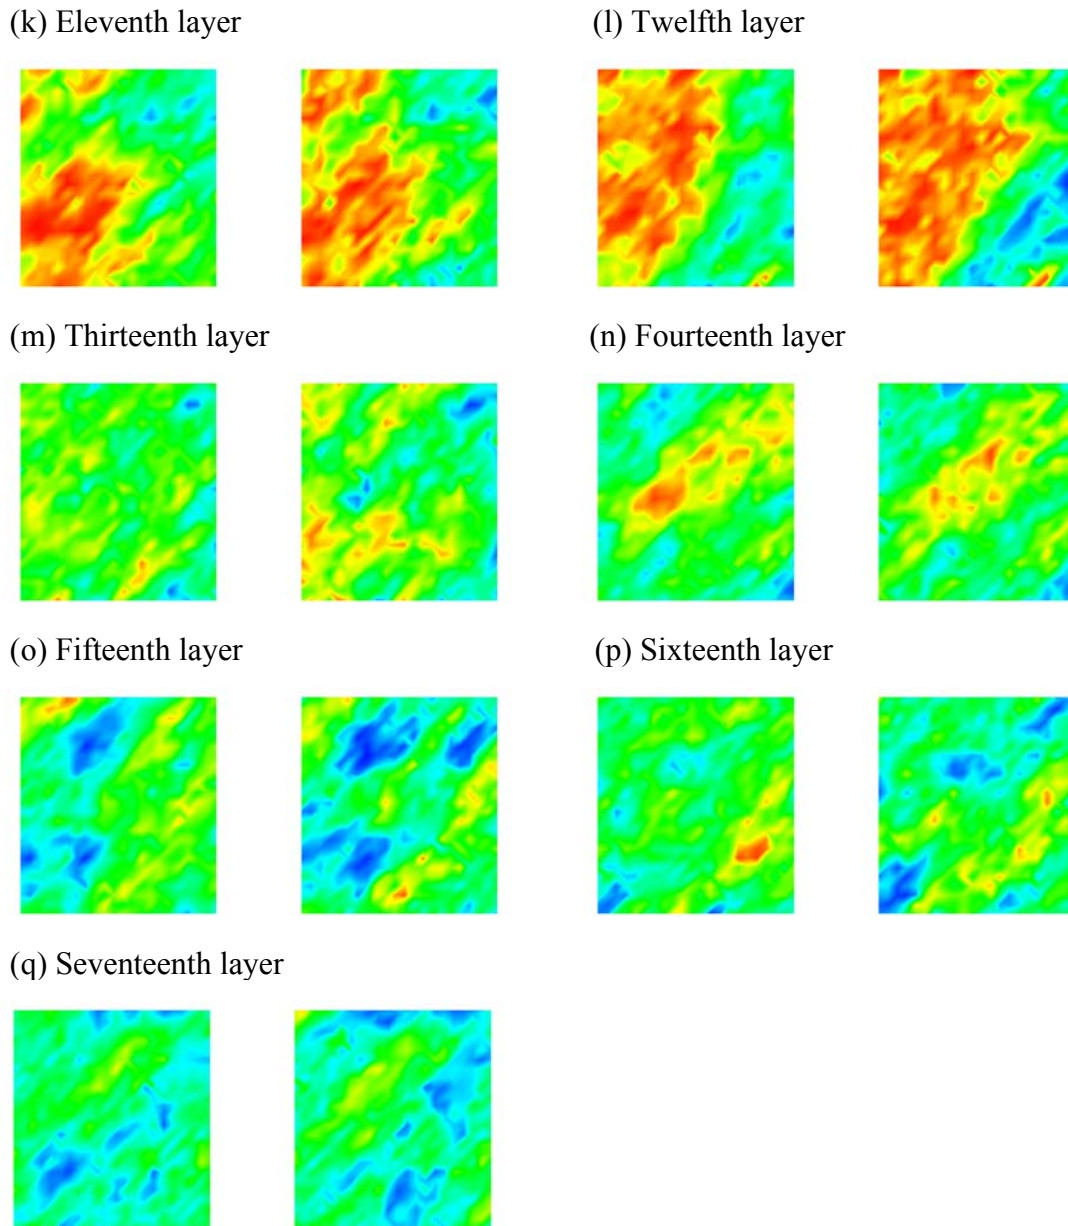 (k) Eleventh layer
(l) Twelfth layer
(m) Thirteenth layer
(n) Fourteenth layer
(o) Fifteenth layer
(p) Sixteenth layer
(q) Seventeenth layer